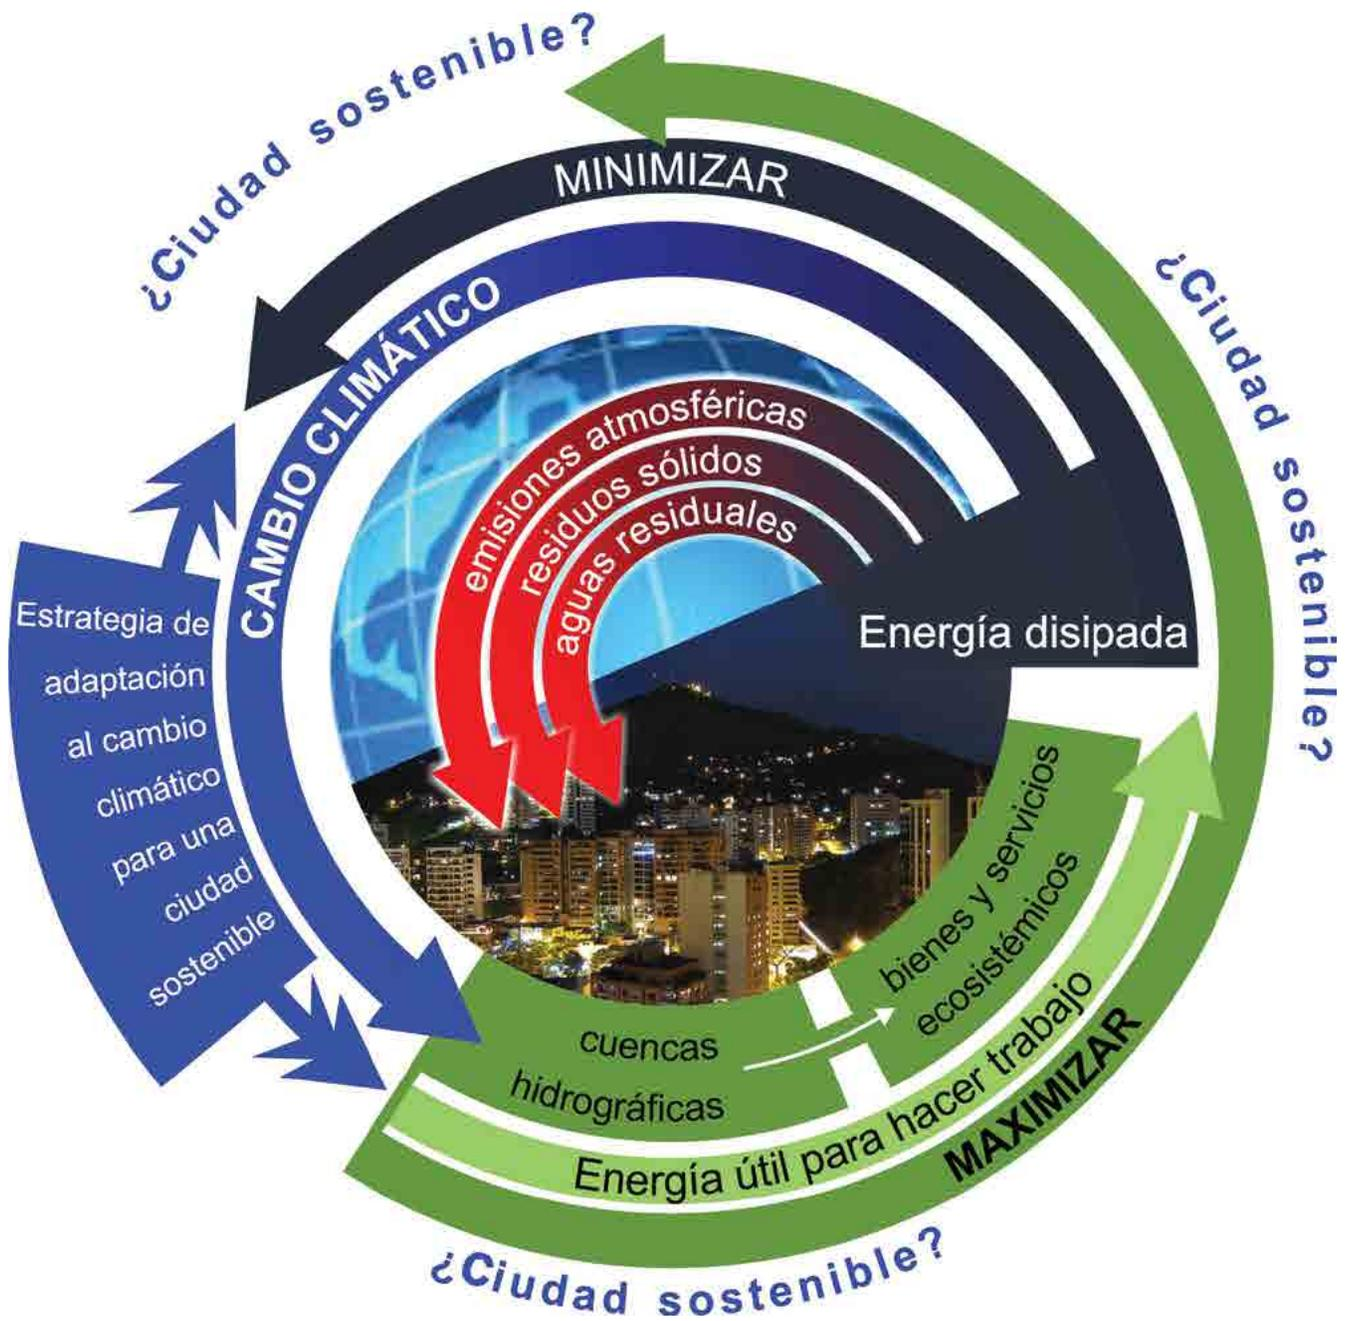 ¿Ciudad sostenible?
MINIMIZAR
¿Ciudad sostenible?
CAMBIO CLIMÁTICO
emisiones atmosféricas
residuos sólidos
aguas residuales
Energía disipada
Estrategia de
adaptación
al cambio
climático
para una
ciudad
sostenible
bienes y servicios
ecosistémicos
cuencas
hidrográficas
Energía útil para hacer trabajo
MAXIMIZAR
¿Ciudad sostenible?